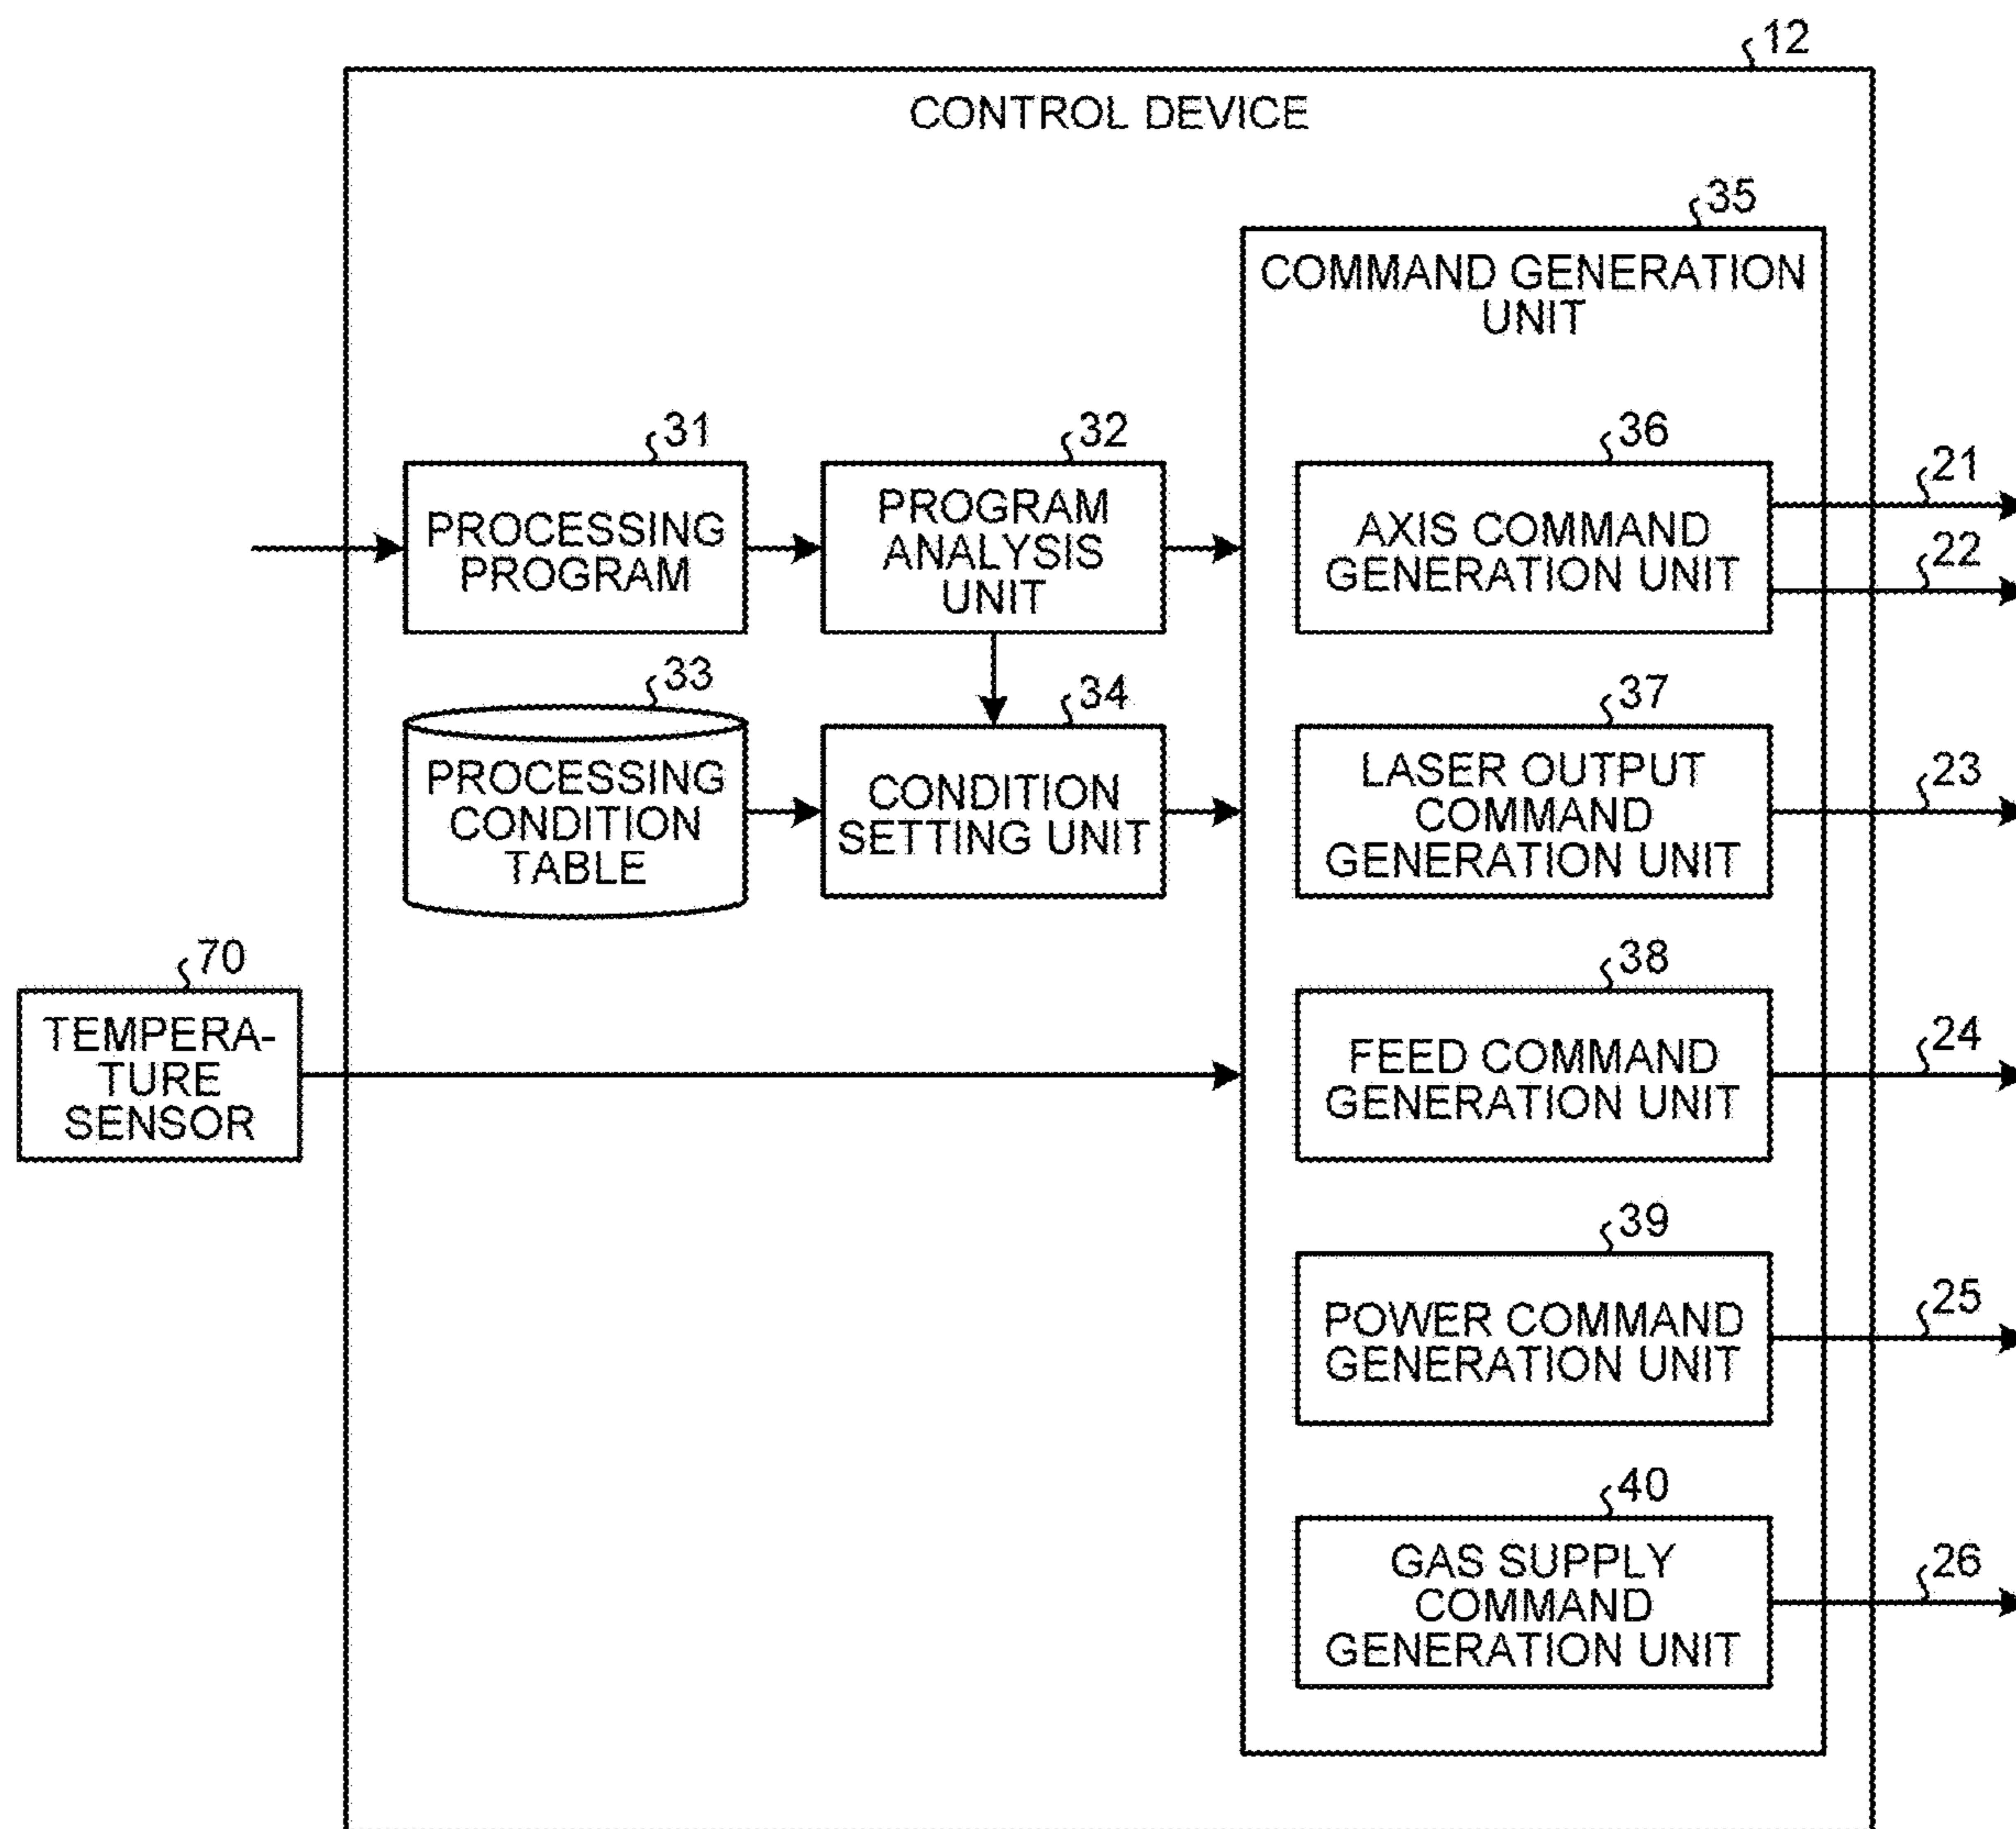 12
CONTROL DEVICE
35
COMMAND GENERATION
UNIT
31
PROCESSING
PROGRAM
32
PROGRAM
ANALYSIS
UNIT
36
AXIS COMMAND
GENERATION UNIT
21
22
33
PROCESSING
CONDITION
TABLE
34
CONDITION
SETTING UNIT
37
LASER OUTPUT
COMMAND
GENERATION UNIT
23
70
TEMPERA-
TURE
SENSOR
38
FEED COMMAND
GENERATION UNIT
24
39
POWER COMMAND
GENERATION UNIT
25
40
GAS SUPPLY
COMMAND
GENERATION UNIT
26